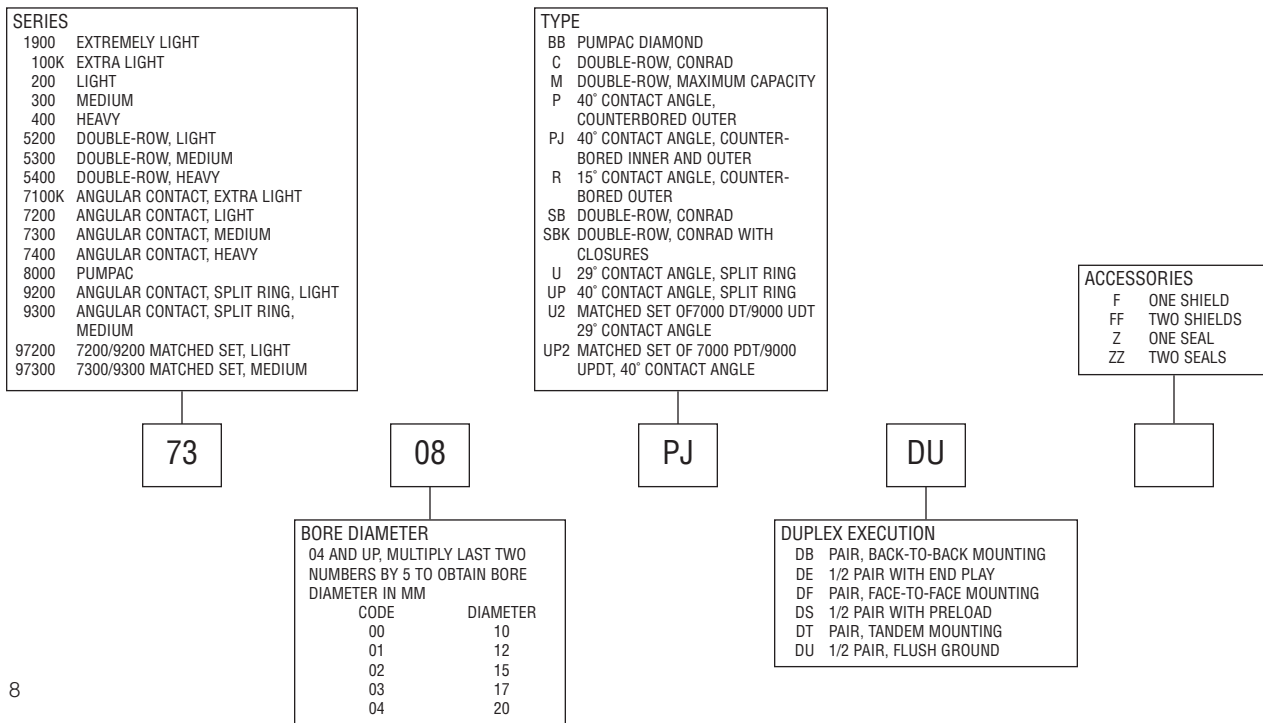 SERIES
1900 EXTREMELY LIGHT
100K EXTRA LIGHT
200 LIGHT
300 MEDIUM
400 HEAVY
5200 DOUBLE-ROW, LIGHT
5300 DOUBLE-ROW, MEDIUM
5400 DOUBLE-ROW, HEAVY
7100K ANGULAR CONTACT, EXTRA LIGHT
7200 ANGULAR CONTACT, LIGHT
7300 ANGULAR CONTACT, MEDIUM
7400 ANGULAR CONTACT, HEAVY
8000 PUMPAC
9200 ANGULAR CONTACT, SPLIT RING, LIGHT
9300 ANGULAR CONTACT, SPLIT RING,
MEDIUM
97200 7200/9200 MATCHED SET, LIGHT
97300 7300/9300 MATCHED SET, MEDIUM
TYPE
BB PUMPAC DIAMOND
C DOUBLE-ROW, CONRAD
M DOUBLE-ROW, MAXIMUM CAPACITY
P 40° CONTACT ANGLE,
COUNTERBORED OUTER
PJ 40° CONTACT ANGLE, COUNTER-
BORED INNER AND OUTER
R 15° CONTACT ANGLE, COUNTER-
BORED OUTER
SB DOUBLE-ROW, CONRAD
SBK DOUBLE-ROW, CONRAD WITH
CLOSURES
U 29° CONTACT ANGLE, SPLIT RING
UP 40° CONTACT ANGLE, SPLIT RING
U2 MATCHED SET OF7000 DT/9000 UDT
29° CONTACT ANGLE
UP2 MATCHED SET OF 7000 PDT/9000
UPDT, 40° CONTACT ANGLE
ACCESSORIES
F ONE SHIELD
FF TWO SHIELDS
Z ONE SEAL
ZZ TWO SEALS
73
08
PJ
DU
BORE DIAMETER
04 AND UP, MULTIPLY LAST TWO
NUMBERS BY 5 TO OBTAIN BORE
DIAMETER IN MM
CODE DIAMETER
00 10
01 12
02 15
03 17
04 20
DUPLEX EXECUTION
DB PAIR, BACK-TO-BACK MOUNTING
DE 1/2 PAIR WITH END PLAY
DF PAIR, FACE-TO-FACE MOUNTING
DS 1/2 PAIR WITH PRELOAD
DT PAIR, TANDEM MOUNTING
DU 1/2 PAIR, FLUSH GROUND
8